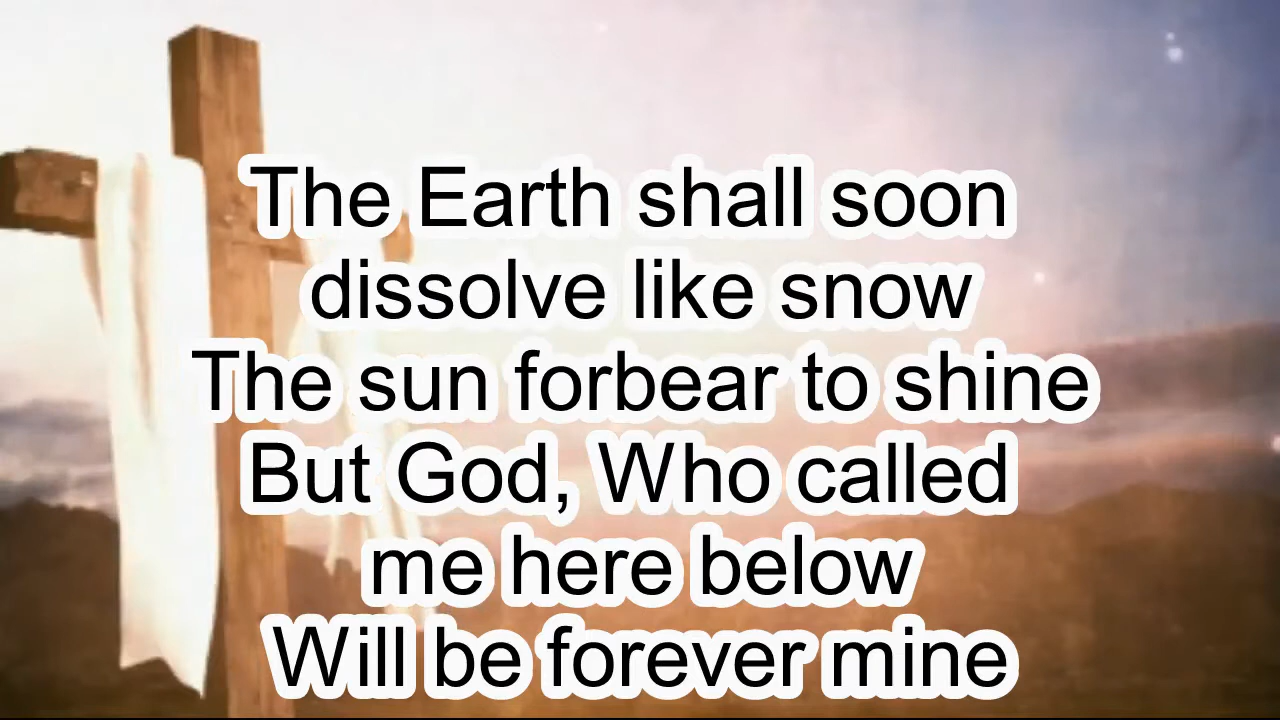 The Earth shall soon
dissolve like snow
The sun forbear to shine
But God, Who called
me here below
Will be forever mine